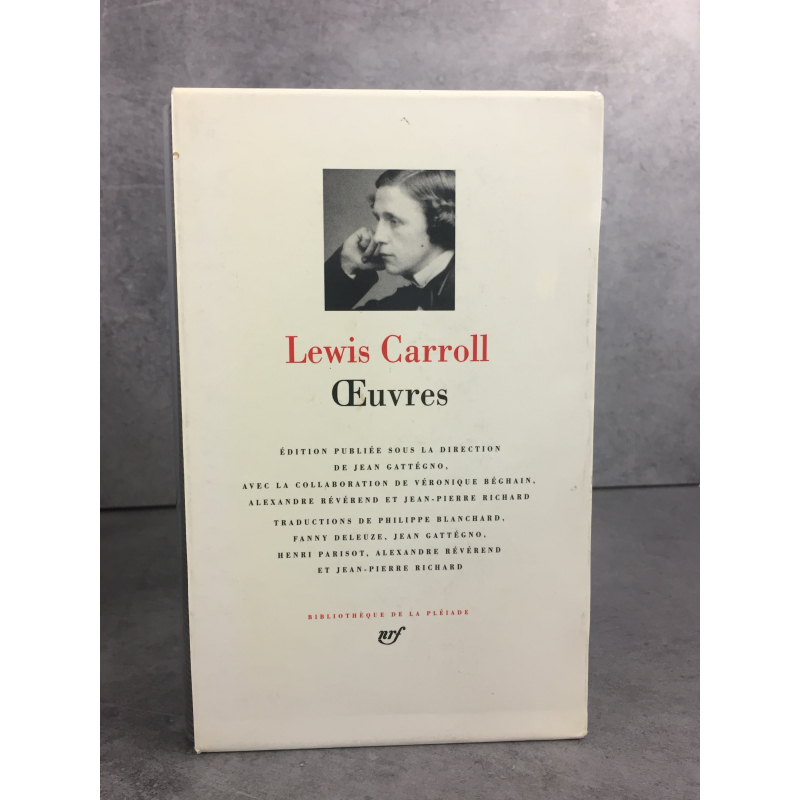 Lewis Carroll
Œuvres
ÉDITION PUBLIÉE SOUS LA DIRECTION
DE JEAN GATTÉGNO,
AVEC LA COLLABORATION DE VÉRONIQUE BÉGHAIN,
ALEXANDRE RÉVÉREND ET JEAN-PIERRE RICHARD
TRADUCTIONS DE PHILIPPE BLANCHARD,
FANNY DELEUZE, JEAN GATTÉGNO,
HENRI PARISOT, ALEXANDRE RÉVÉREND
ET JEAN-PIERRE RICHARD
BIBLIOTHÈQUE DE LA PLÉIADE
nrf